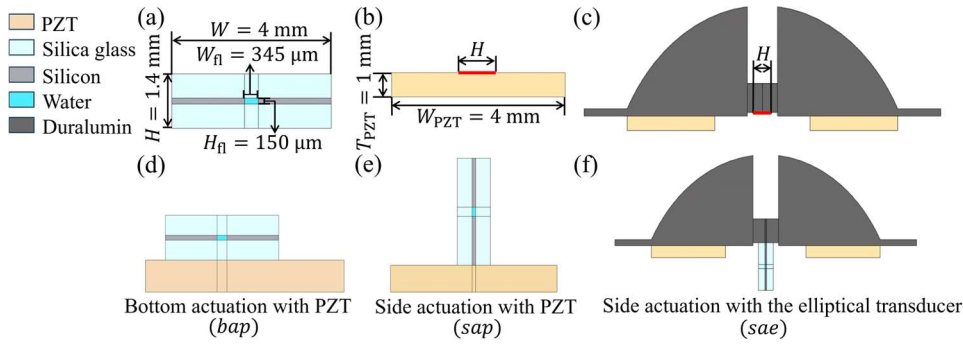 PZT
Silica glass
Silicon
Water
Duralumin
(a)
W = 4 mm
W_fl = 345 μm
H = 1.4 mm
H_fl = 150 μm
(b)
H
T_PZT = 1 mm
W_PZT = 4 mm
(c)
H
(d)
Bottom actuation with PZT
(bap)
(e)
Side actuation with PZT
(sap)
(f)
Side actuation with the elliptical transducer
(sae)